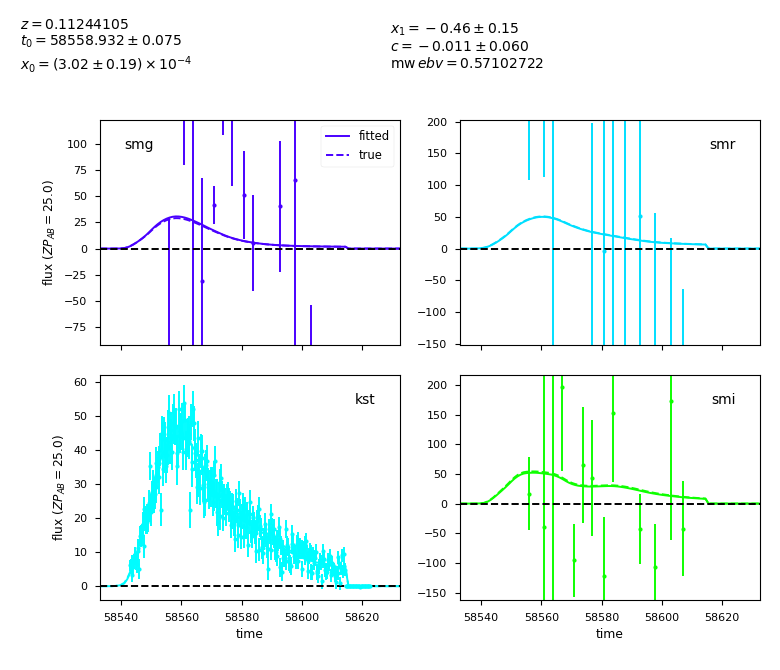 z = 0.11244105
t₀ = 58558.932 ± 0.075
x₀ = (3.02 ± 0.19) × 10⁻⁴
x₁ = −0.46 ± 0.15
c = −0.011 ± 0.060
mw ebv = 0.57102722
smg
fitted
true
100
75
50
25
0
−25
−50
−75
flux (ZP_AB = 25.0)
smr
200
150
100
50
0
−50
−100
−150
kst
60
50
40
30
20
10
0
flux (ZP_AB = 25.0)
58540 58560 58580 58600 58620
time
smi
200
150
100
50
0
−50
−100
−150
58540 58560 58580 58600 58620
time